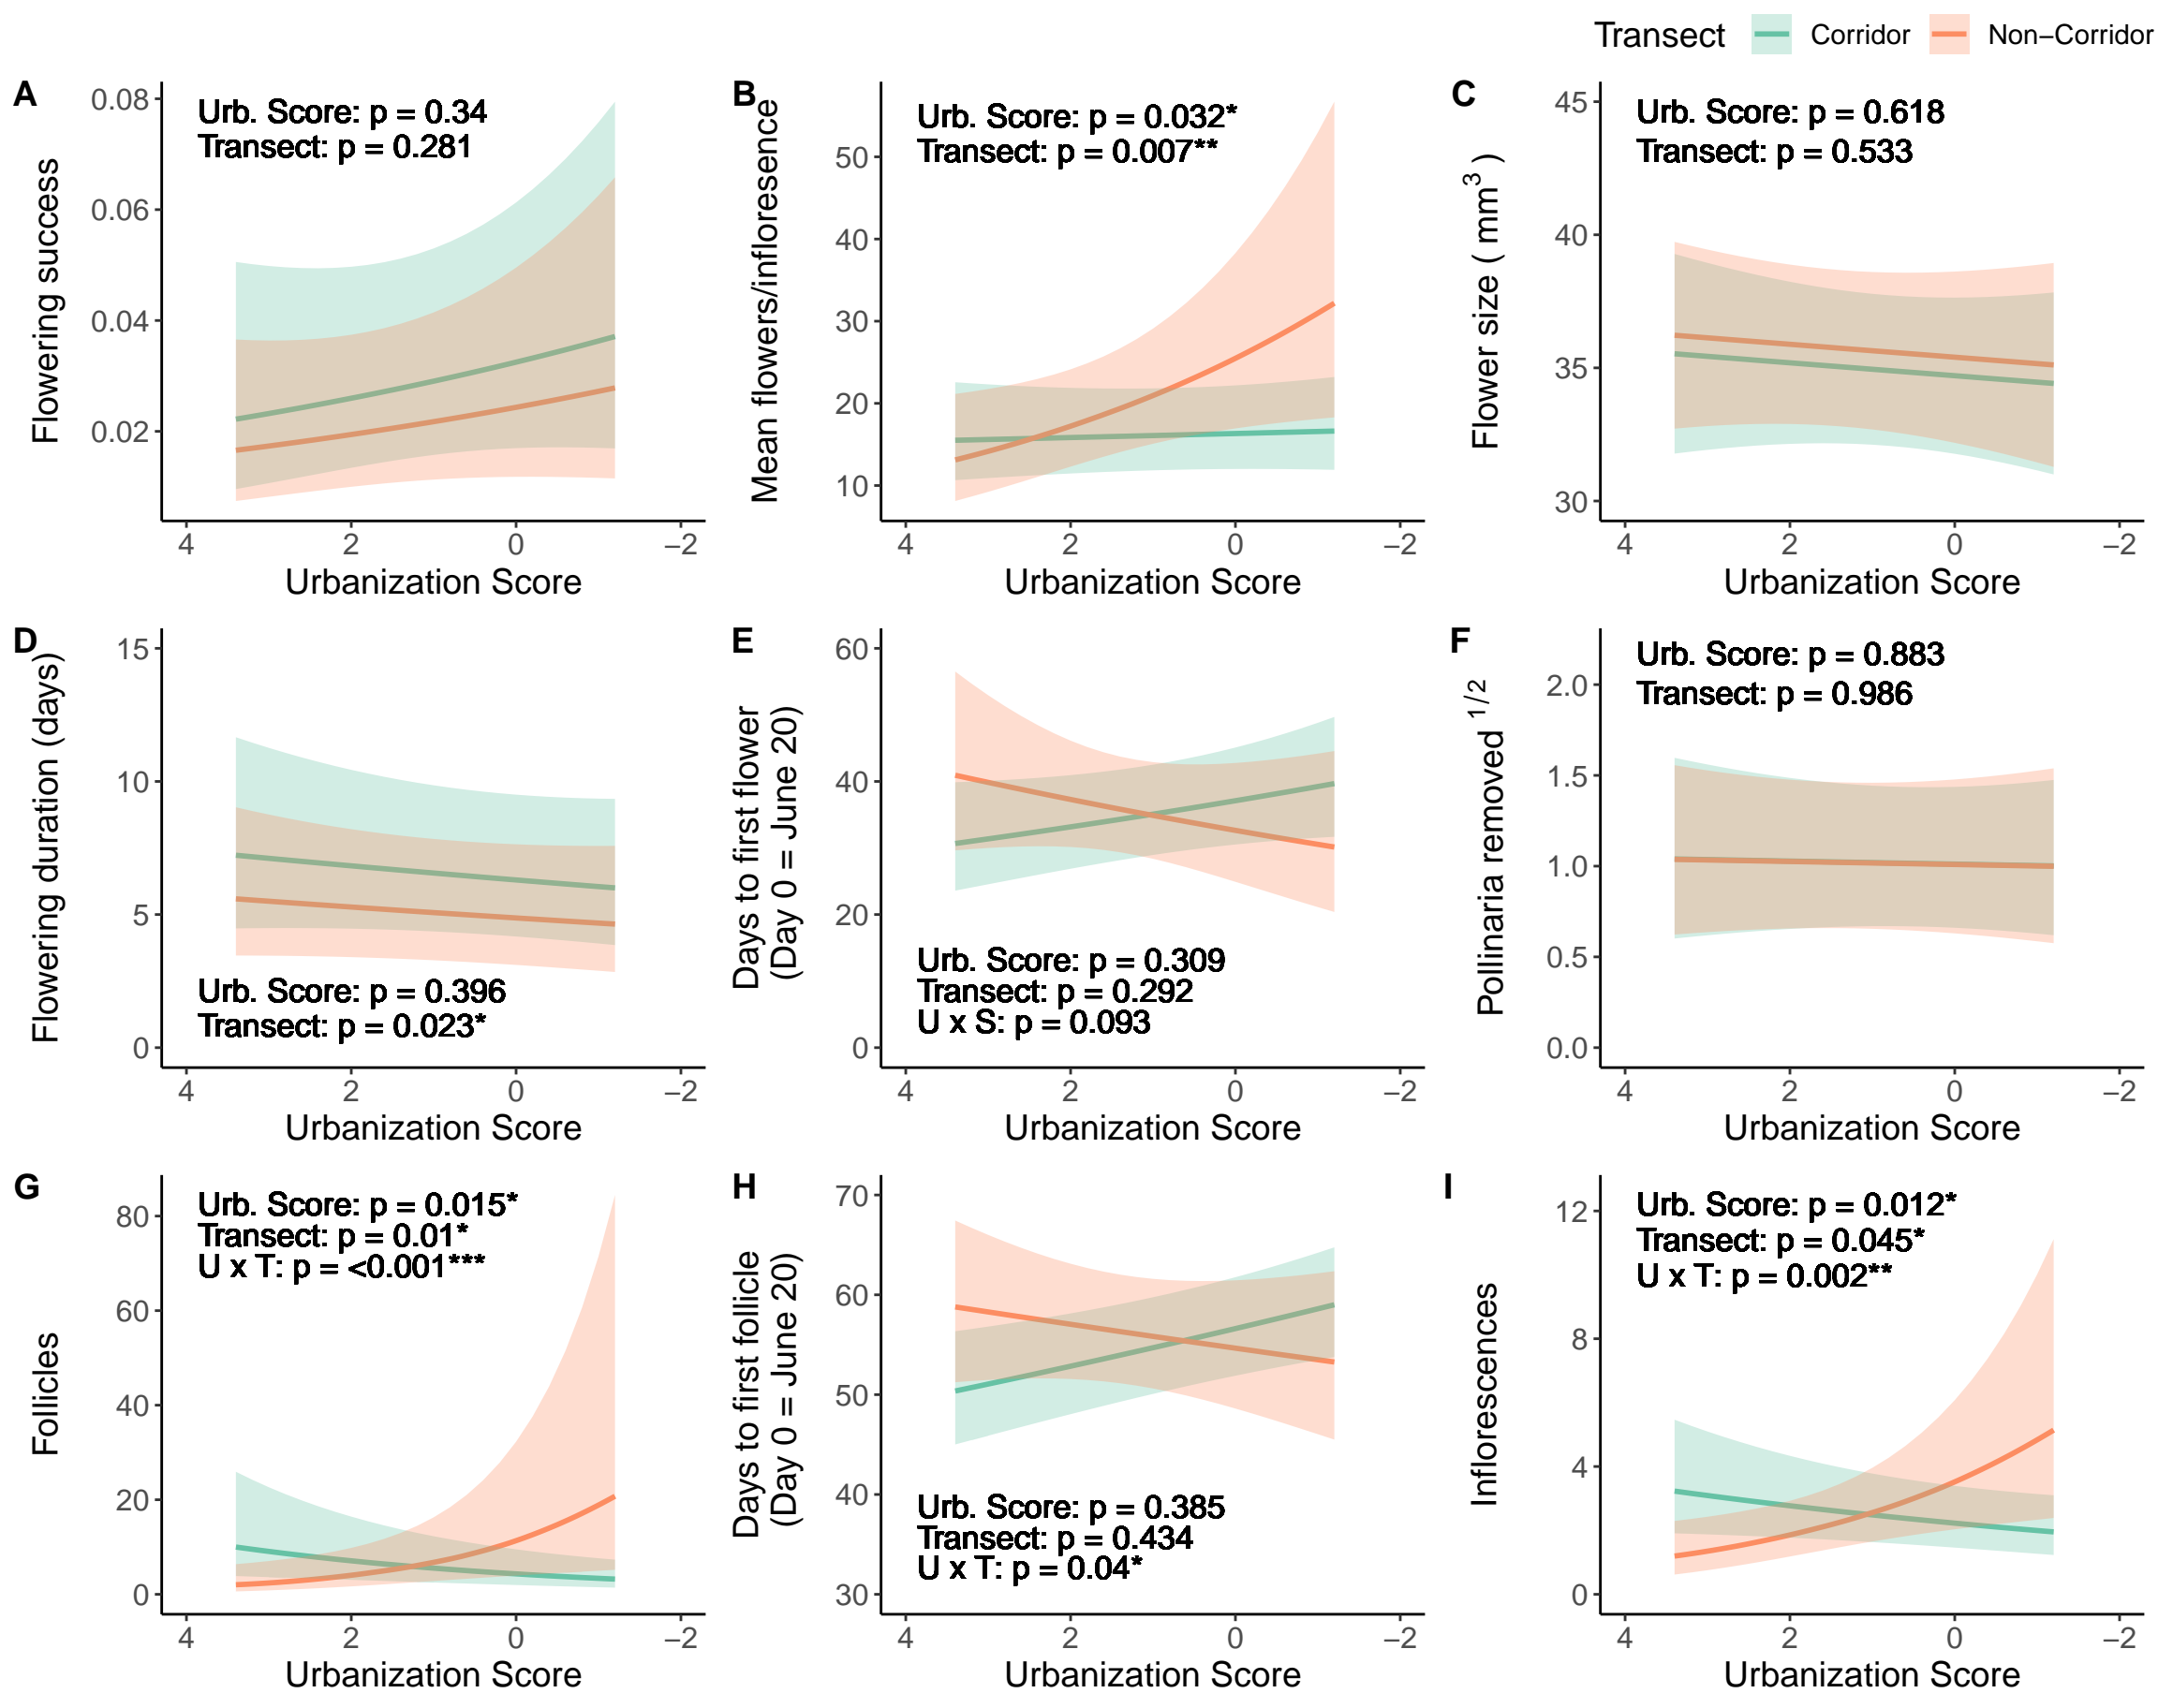 Transect Corridor Non−Corridor
A
Urb. Score: p = 0.34
Transect: p = 0.281
Flowering success
0.08
0.06
0.04
0.02
4 2 0 −2
Urbanization Score
B
Urb. Score: p = 0.032*
Transect: p = 0.007**
Mean flowers/infloresence
50
40
30
20
10
4 2 0 −2
Urbanization Score
C
Urb. Score: p = 0.618
Transect: p = 0.533
Flower size ( mm³ )
45
40
35
30
4 2 0 −2
Urbanization Score
D
Flowering duration (days)
15
10
5
0
Urb. Score: p = 0.396
Transect: p = 0.023*
4 2 0 −2
Urbanization Score
E
Days to first flower
(Day 0 = June 20)
60
40
20
0
Urb. Score: p = 0.309
Transect: p = 0.292
U x S: p = 0.093
4 2 0 −2
Urbanization Score
F
Urb. Score: p = 0.883
Transect: p = 0.986
Pollinaria removed 1/2
2.0
1.5
1.0
0.5
0.0
4 2 0 −2
Urbanization Score
G
Urb. Score: p = 0.015*
Transect: p = 0.01*
U x T: p = <0.001***
Follicles
80
60
40
20
0
4 2 0 −2
Urbanization Score
H
Days to first follicle
(Day 0 = June 20)
70
60
50
40
30
Urb. Score: p = 0.385
Transect: p = 0.434
U x T: p = 0.04*
4 2 0 −2
Urbanization Score
I
Urb. Score: p = 0.012*
Transect: p = 0.045*
U x T: p = 0.002**
Inflorescences
12
8
4
0
4 2 0 −2
Urbanization Score